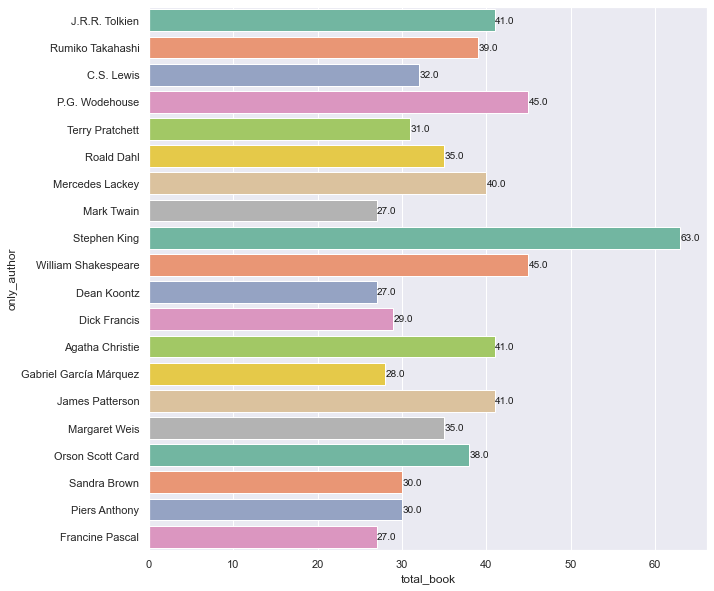 only_author
J.R.R. Tolkien 41.0
Rumiko Takahashi 39.0
C.S. Lewis 32.0
P.G. Wodehouse 45.0
Terry Pratchett 31.0
Roald Dahl 35.0
Mercedes Lackey 40.0
Mark Twain 27.0
Stephen King 63.0
William Shakespeare 45.0
Dean Koontz 27.0
Dick Francis 29.0
Agatha Christie 41.0
Gabriel García Márquez 28.0
James Patterson 41.0
Margaret Weis 35.0
Orson Scott Card 38.0
Sandra Brown 30.0
Piers Anthony 30.0
Francine Pascal 27.0
0 10 20 30 40 50 60
total_book